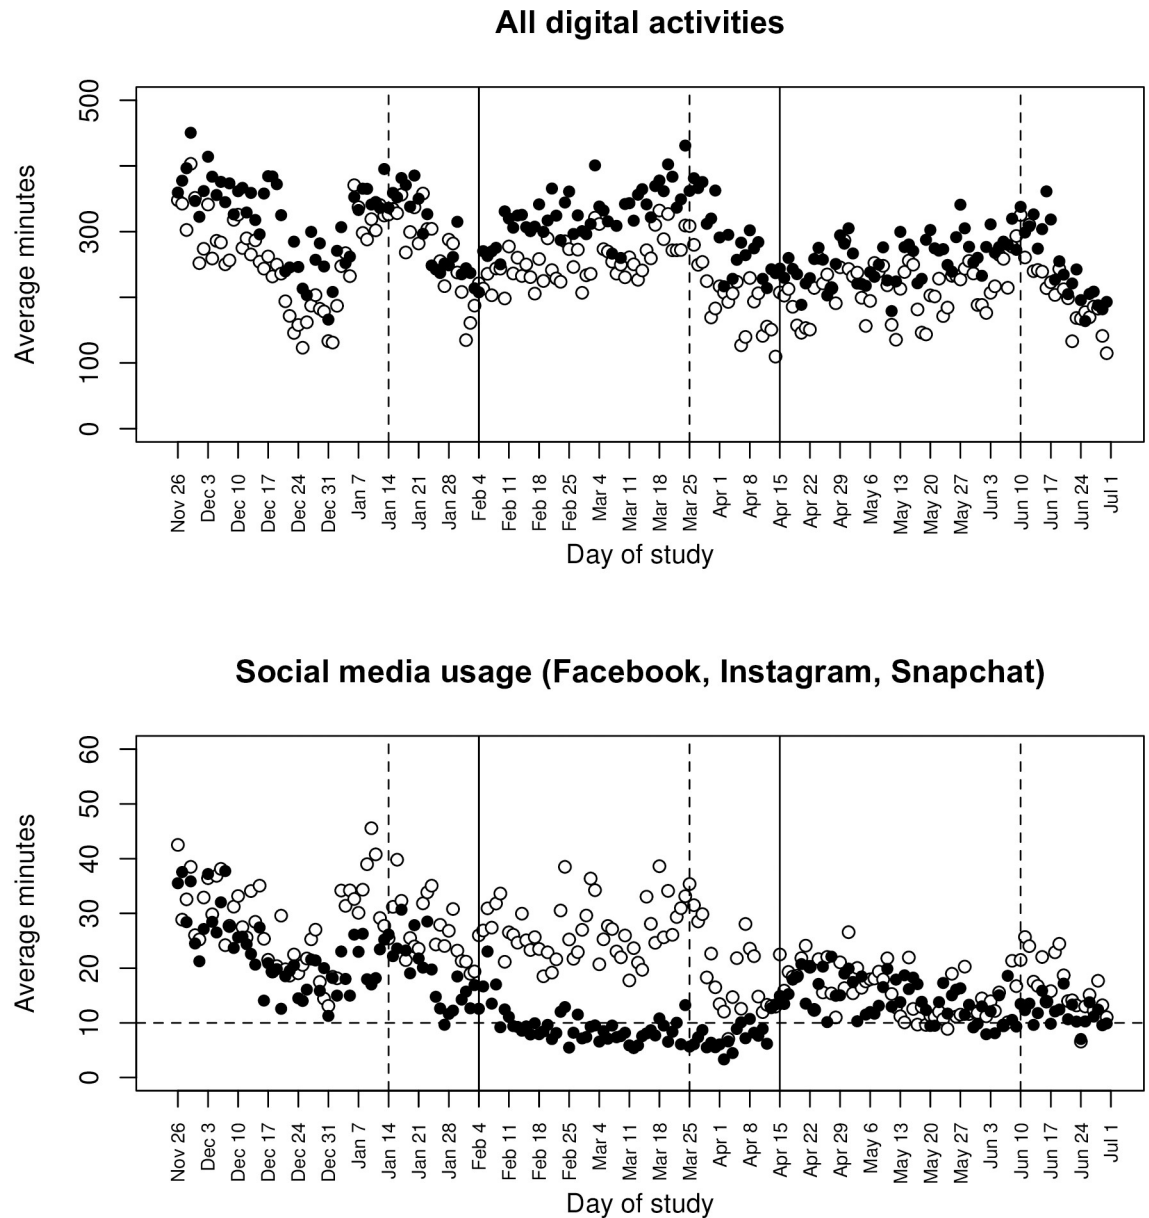 All digital activities
500
300
100
0
Average minutes
Nov 26
Dec 3
Dec 10
Dec 17
Dec 24
Dec 31
Jan 7
Jan 14
Jan 21
Jan 28
Feb 4
Feb 11
Feb 18
Feb 25
Mar 4
Mar 11
Mar 18
Mar 25
Apr 1
Apr 8
Apr 15
Apr 22
Apr 29
May 6
May 13
May 20
May 27
Jun 3
Jun 10
Jun 17
Jun 24
Jul 1
Day of study
Social media usage (Facebook, Instagram, Snapchat)
60
50
40
30
20
10
0
Average minutes
Nov 26
Dec 3
Dec 10
Dec 17
Dec 24
Dec 31
Jan 7
Jan 14
Jan 21
Jan 28
Feb 4
Feb 11
Feb 18
Feb 25
Mar 4
Mar 11
Mar 18
Mar 25
Apr 1
Apr 8
Apr 15
Apr 22
Apr 29
May 6
May 13
May 20
May 27
Jun 3
Jun 10
Jun 17
Jun 24
Jul 1
Day of study